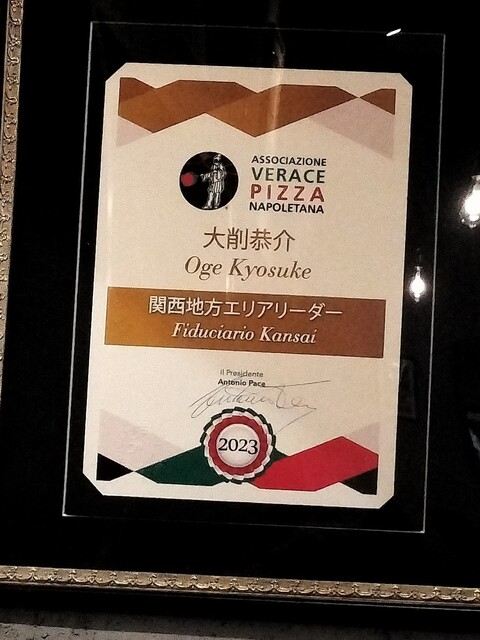 ASSOCIAZIONE
VERACE
PIZZA
NAPOLETANA
大削恭介
Oge Kyosuke
関西地方エリアリーダー
Fiduciario Kansai
Il Presidente
Antonio Pace
2023